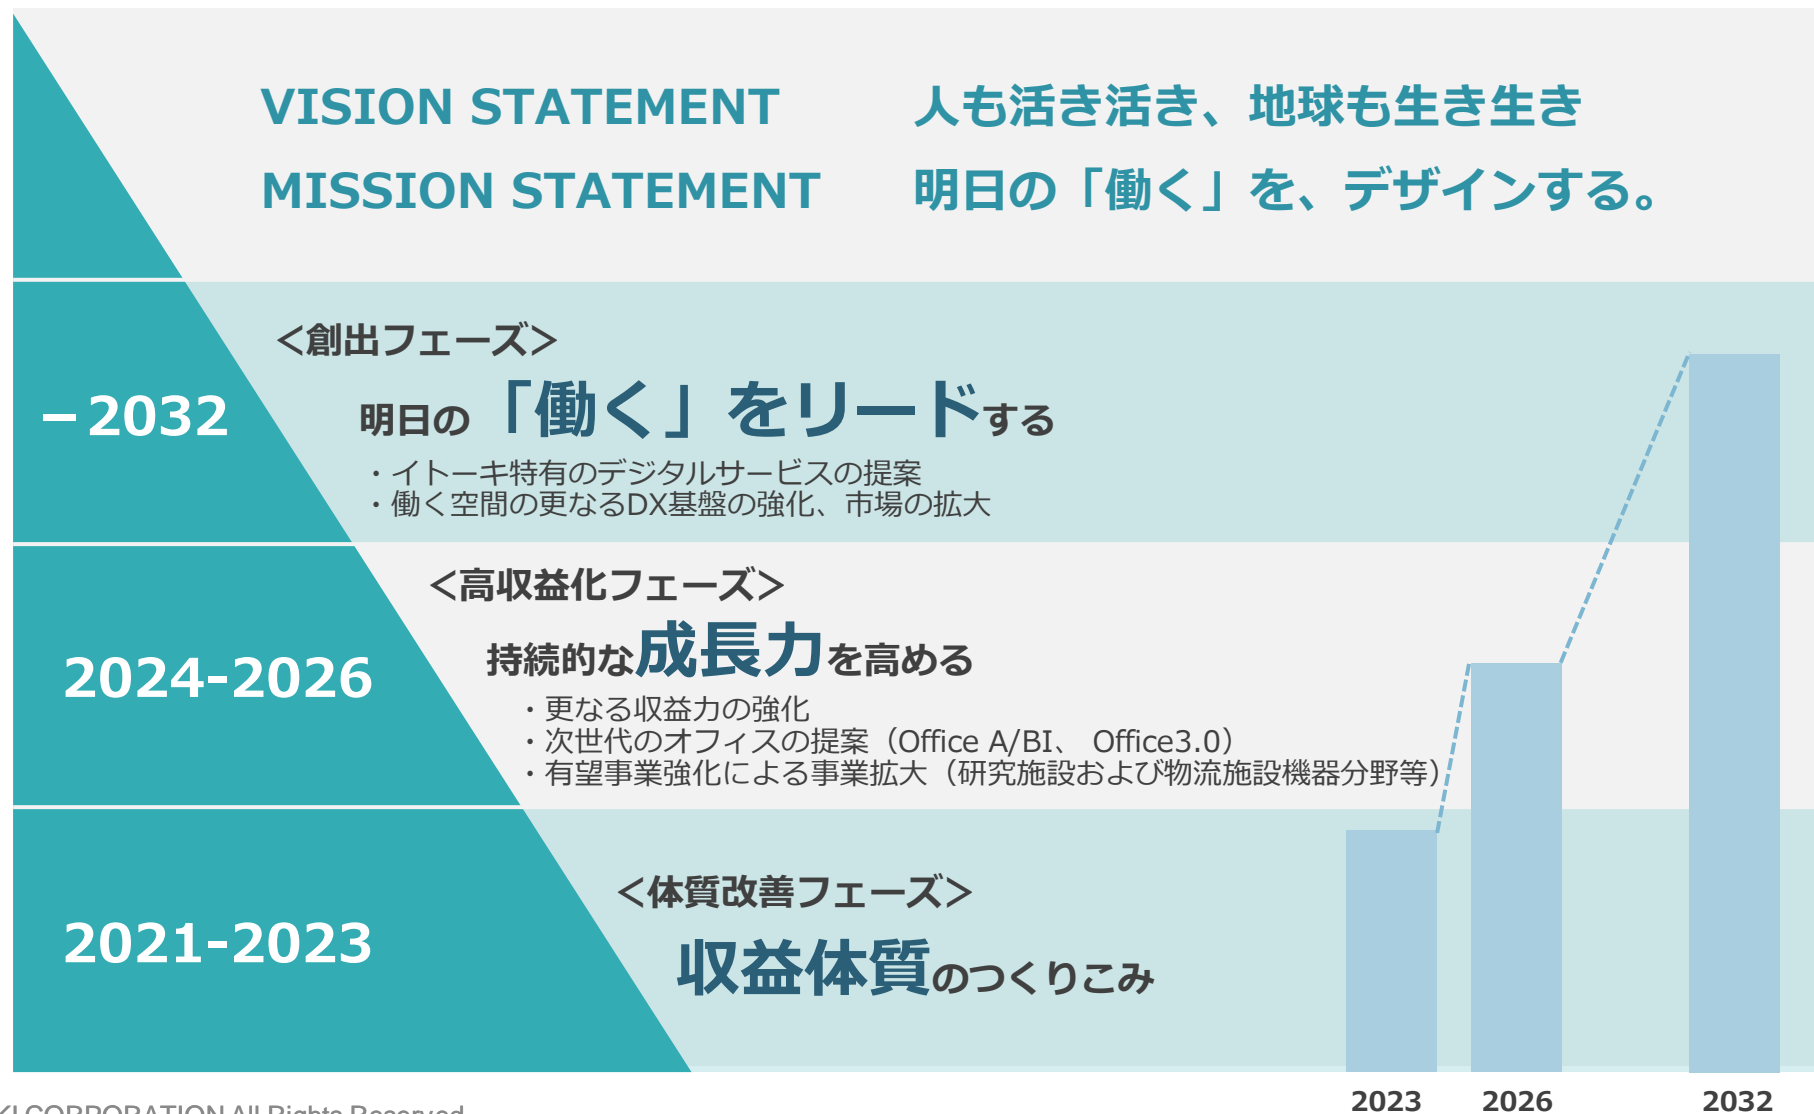 VISION STATEMENT 人も活き活き、地球も生き生き
MISSION STATEMENT 明日の「働く」を、デザインする。
＜創出フェーズ＞
－2032
明日の「働く」をリードする
・イトーキ特有のデジタルサービスの提案
・働く空間の更なるDX基盤の強化、市場の拡大
＜高収益化フェーズ＞
2024-2026
持続的な成長力を高める
・更なる収益力の強化
・次世代のオフィスの提案（Office A/BI、 Office3.0）
・有望事業強化による事業拡大（研究施設および物流施設機器分野等）
＜体質改善フェーズ＞
2021-2023
収益体質のつくりこみ
2023 2026 2032
CORPORATION All Rights Reserved